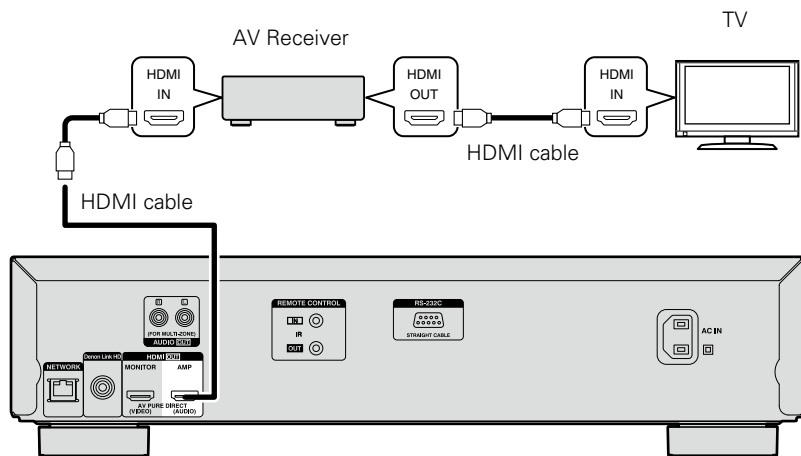 TV
AV Receiver
HDMI
IN
HDMI
OUT
HDMI
IN
HDMI cable
HDMI cable
R L
(FOR MULTI-ZONE)
AUDIO OUT
REMOTE CONTROL
IN
IR
OUT
RS-232C
STRAIGHT CABLE
AC IN
NETWORK
Denon Link HD
HDMI OUT
MONITOR AMP
AV PURE DIRECT
(VIDEO) (AUDIO)